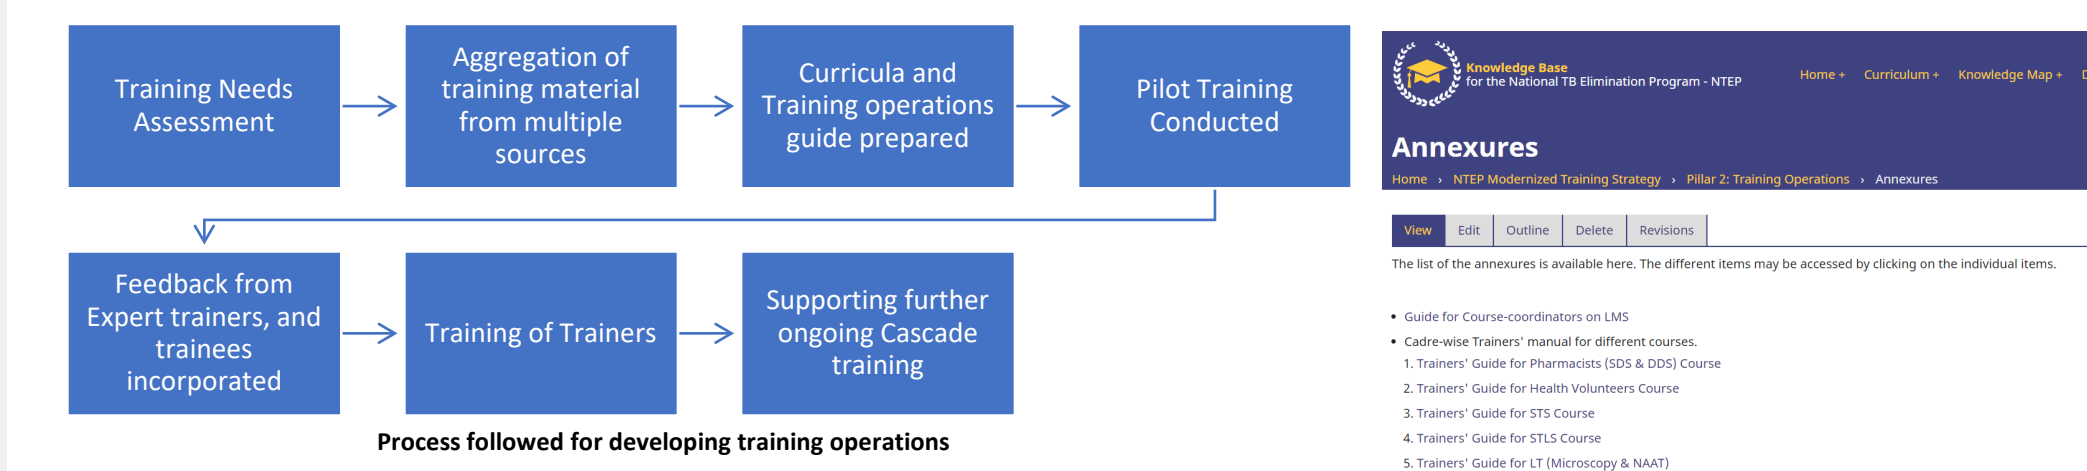 Training Needs
Assessment
Aggregation of
training material
from multiple
sources
Curricula and
Training operations
guide prepared
Pilot Training
Conducted
Feedback from
Expert trainers, and
trainees
incorporated
Training of Trainers
Supporting further
ongoing Cascade
training
Process followed for developing training operations
Knowledge Base
for the National TB Elimination Program - NTEP
Home + Curriculum + Knowledge Map + D
Annexures
Home › NTEP Modernized Training Strategy › Pillar 2: Training Operations › Annexures
View Edit Outline Delete Revisions
The list of the annexures is available here. The different items may be accessed by clicking on the individual items.
• Guide for Course-coordinators on LMS
• Cadre-wise Trainers' manual for different courses.
1. Trainers' Guide for Pharmacists (SDS & DDS) Course
2. Trainers' Guide for Health Volunteers Course
3. Trainers' Guide for STS Course
4. Trainers' Guide for STLS Course
5. Trainers' Guide for LT (Microscopy & NAAT)